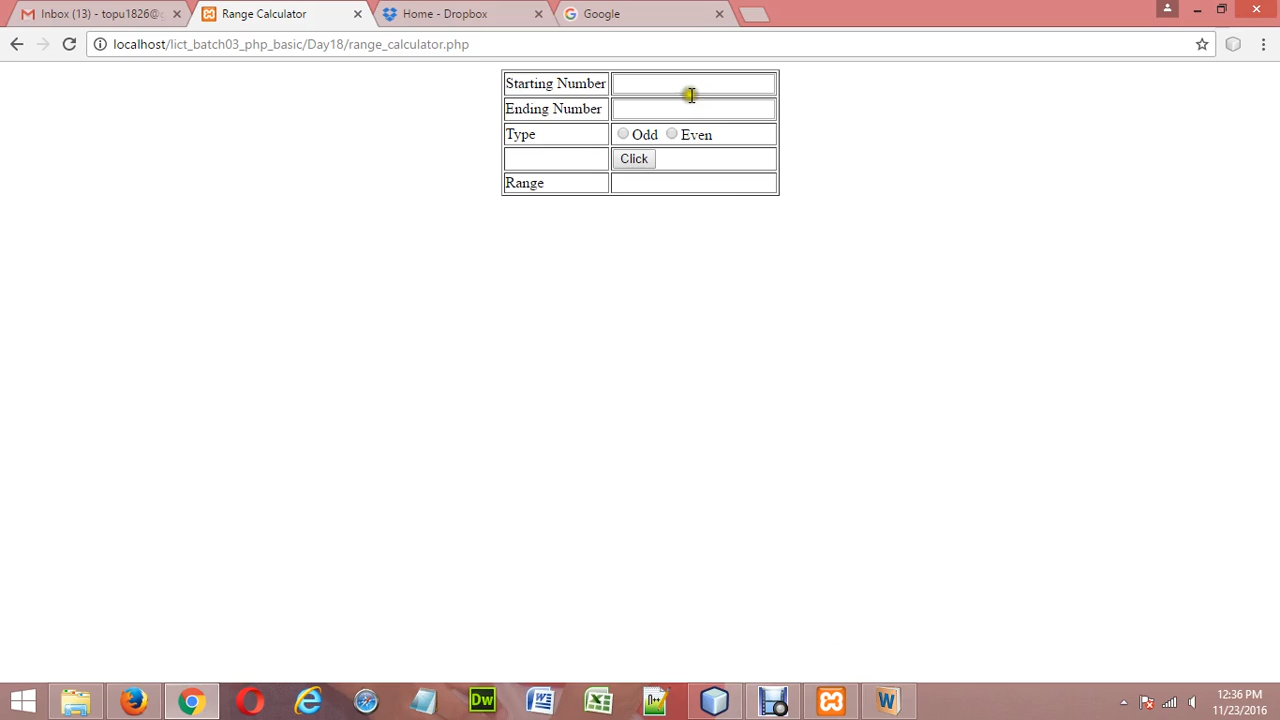 Inbox (13) - topu1826@
Range Calculator
Home - Dropbox
Google
localhost/lict_batch03_php_basic/Day18/range_calculator.php
Starting Number
Ending Number
Type Odd Even
Click
Range
Dw
W
X
n++
W
12:36 PM
11/23/2016